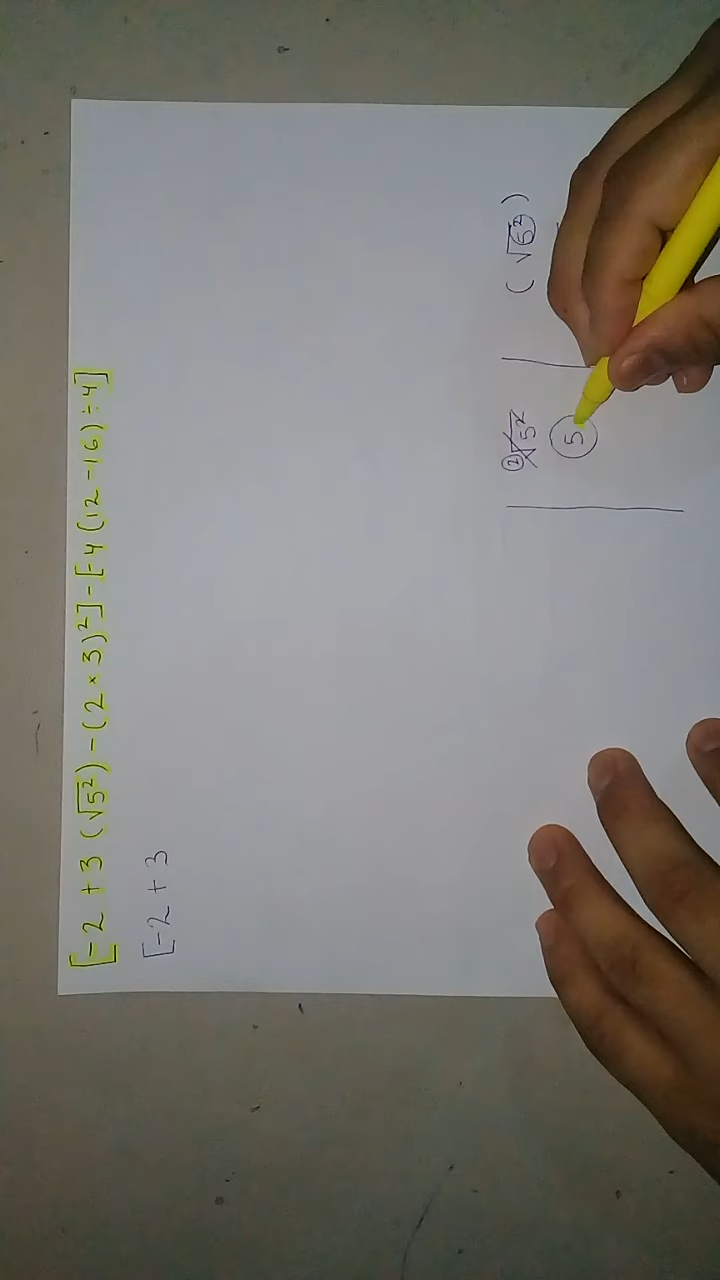 [-2 + 3 (√5²) - (2 × 3)²] - [-4 (12 - 16) ÷ 4]
[-2 + 3
²√5² (√5²)
5